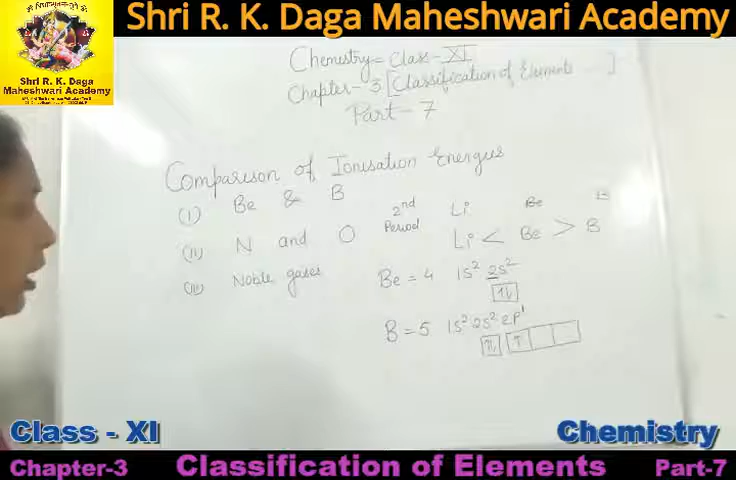 Shri R. K. Daga Maheshwari Academy
Shri R. K. Daga
Maheshwari Academy
Chemestry = Class - XI
Chapter - 3 [Classification of Elements ]
Part - 7
Comparison of Ionisation Energies
(i) Be & B
(ii) N and O
(iii) Noble gases
2nd Period Li Be B
Li < Be > B
Be = 4 1s² 2s²
↑↓
B = 5 1s² 2s² 2p¹
↑↓ ↑
Class - XI
Chemistry
Chapter-3 Classification of Elements Part-7